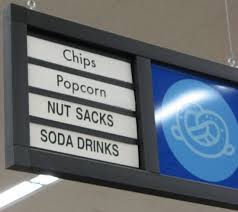 Chips
Popcorn
NUT SACKS
SODA DRINKS